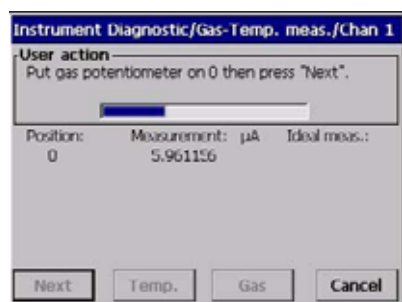 Instrument Diagnostic/Gas-Temp. meas./Chan 1
User action
Put gas potentiometer on 0 then press "Next".
Position: Measurement: µA Ideal meas.:
0 5.961156
Next Temp. Gas Cancel